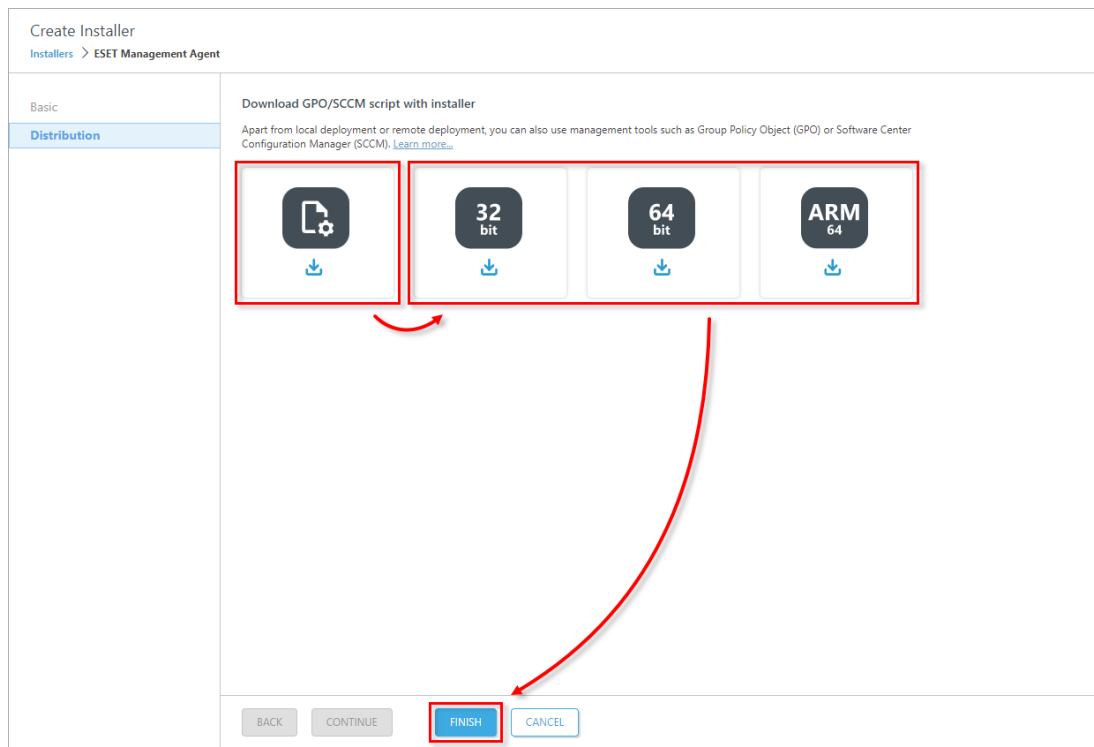 Create Installer
Installers > ESET Management Agent
Basic
Distribution
Download GPO/SCCM script with installer
Apart from local deployment or remote deployment, you can also use management tools such as Group Policy Object (GPO) or Software Center
Configuration Manager (SCCM). Learn more...
32
bit
64
bit
ARM
64
BACK
CONTINUE
FINISH
CANCEL